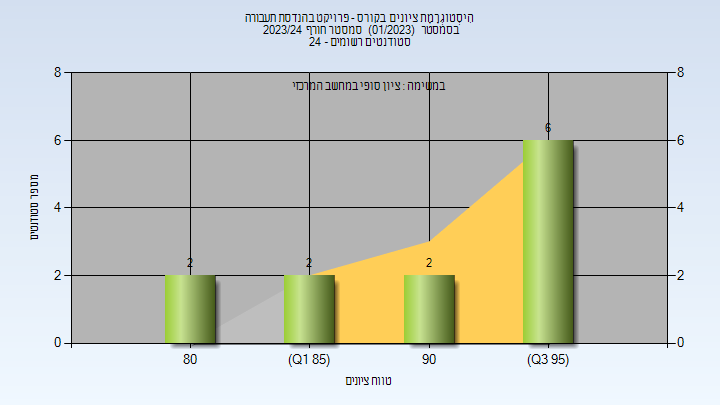 היסטוגרמת ציונים בקורס - פרויקט בהנדסת תעבורה
בסמסטר (01/2023) סמסטר חורף 2023/24
סטודנטים רשומים - 24
במשימה : ציון סופי במחשב המרכזי
8 8
6 6
4 4
2 2
0 0
2 2 2 6
מספר סטודנטים
80 (Q1 85) 90 (Q3 95)
טווח ציונים